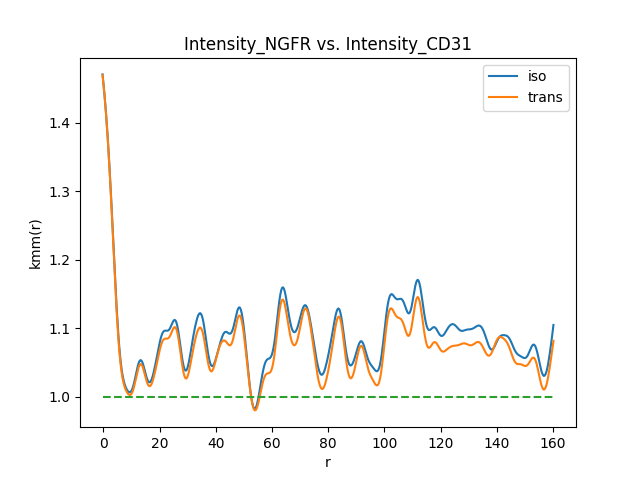 Intensity_NGFR vs. Intensity_CD31
iso
trans
kmm(r)
1.4
1.3
1.2
1.1
1.0
0 20 40 60 80 100 120 140 160
r